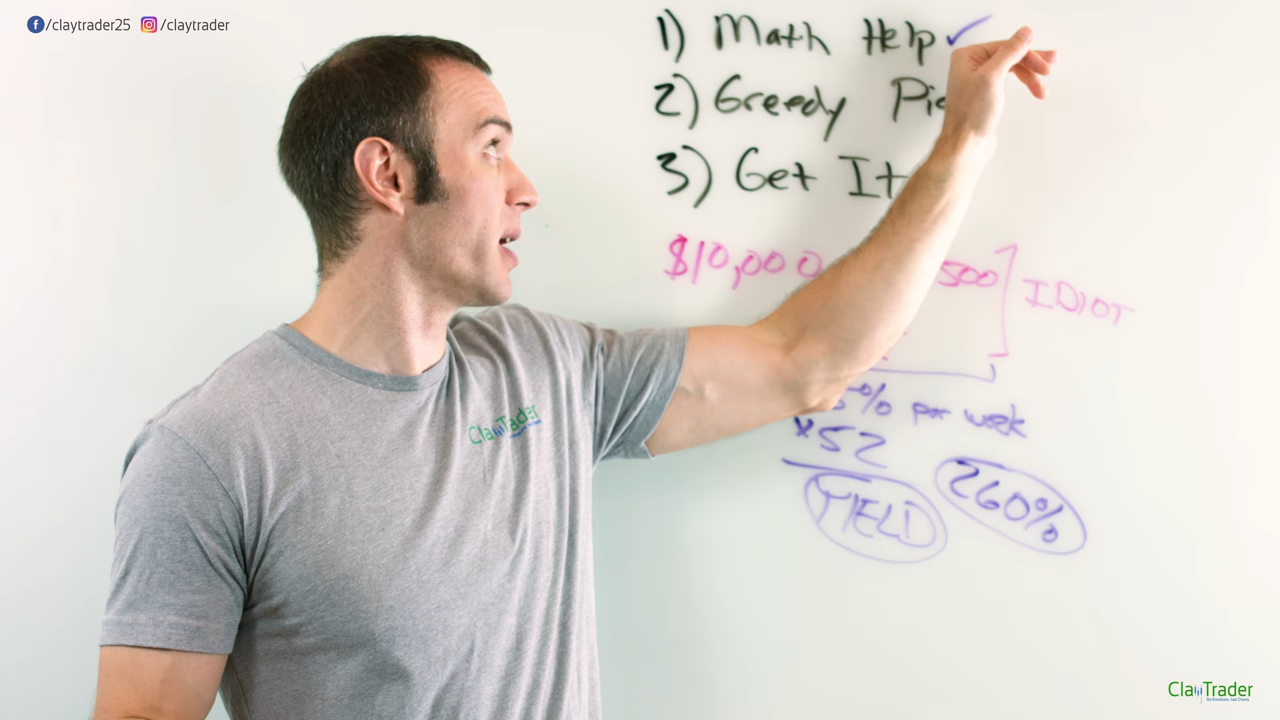 /claytrader25 /claytrader
1) Math Help ✓
2) Greedy
3) Get It
$10,000 500 IDIOT
5% per week
x52
YIELD 260%
ClayTrader
ClayTrader